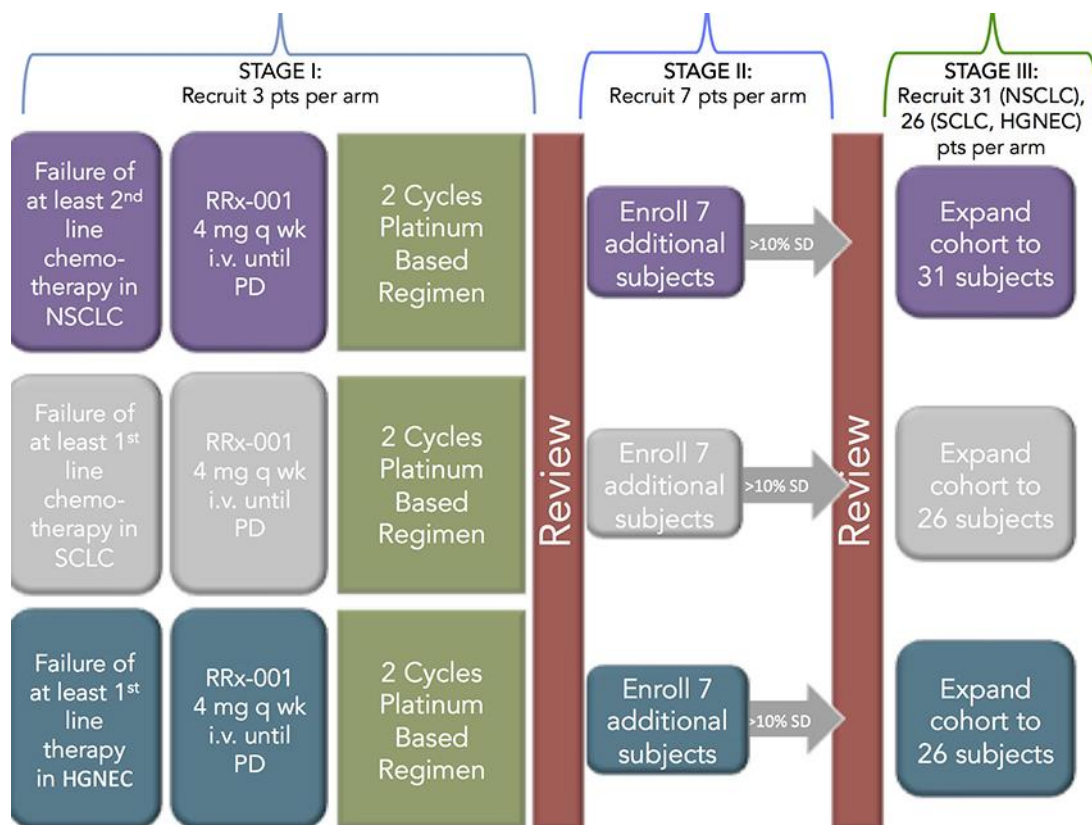 STAGE I:
Recruit 3 pts per arm
STAGE II:
Recruit 7 pts per arm
STAGE III:
Recruit 31 (NSCLC),
26 (SCLC, HGNEC)
pts per arm
Failure of
at least 2nd
line
chemo-
therapy in
NSCLC
RRx-001
4 mg q wk
i.v. until
PD
2 Cycles
Platinum
Based
Regimen
Review
Enroll 7
additional
subjects
>10% SD
Review
Expand
cohort to
31 subjects
Failure of
at least 1st
line
chemo-
therapy in
SCLC
RRx-001
4 mg q wk
i.v. until
PD
2 Cycles
Platinum
Based
Regimen
Enroll 7
additional
subjects
>10% SD
Expand
cohort to
26 subjects
Failure of
at least 1st
line
therapy
in HGNEC
RRx-001
4 mg q wk
i.v. until
PD
2 Cycles
Platinum
Based
Regimen
Enroll 7
additional
subjects
>10% SD
Expand
cohort to
26 subjects